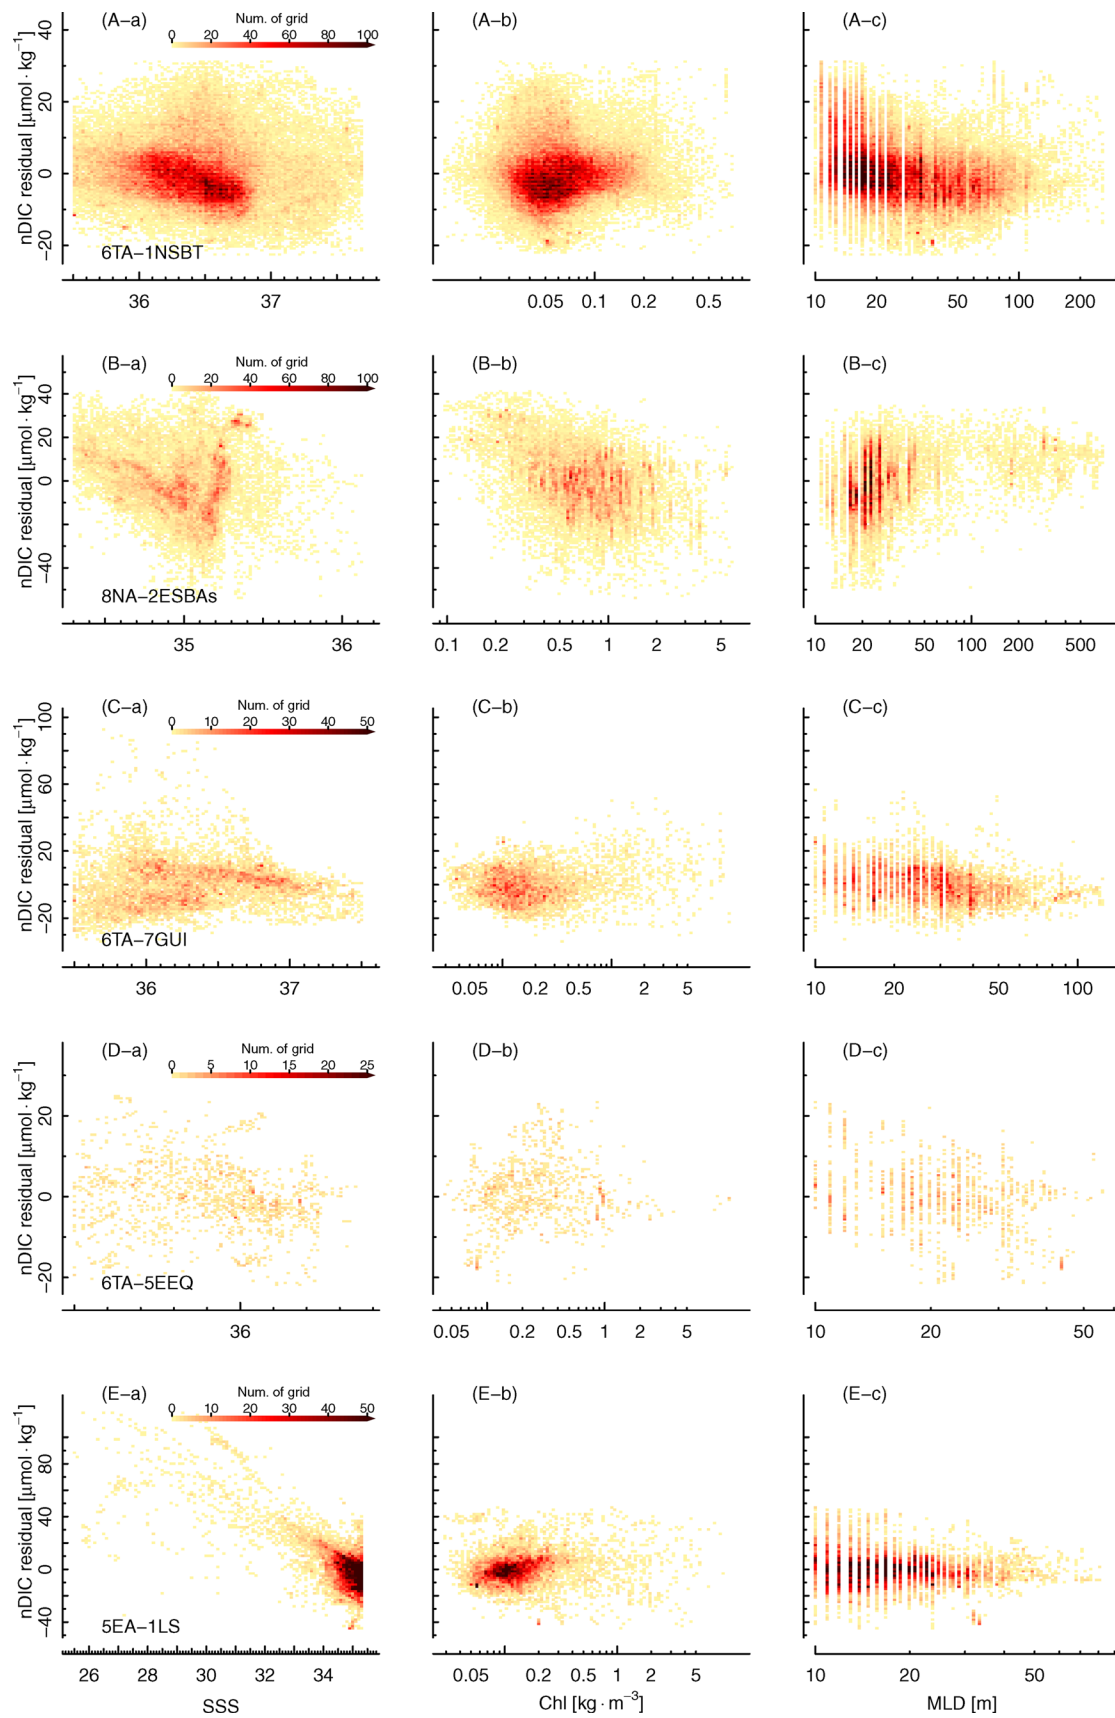 (A−a)
Num. of grid
0 20 40 60 80 100
(A−b)
(A−c)
nDIC residual [μmol · kg−1]
40
20
0
−20
6TA−1NSBT
36 37
0.05 0.1 0.2 0.5
10 20 50 100 200
(B−a)
Num. of grid
0 20 40 60 80 100
(B−b)
(B−c)
nDIC residual [μmol · kg−1]
40
20
0
−40
8NA−2ESBAs
35 36
0.1 0.2 0.5 1 2 5
10 20 50 100 200 500
(C−a)
Num. of grid
0 10 20 30 40 50
(C−b)
(C−c)
nDIC residual [μmol · kg−1]
100
60
20
−20
6TA−7GUI
36 37
0.05 0.2 0.5 2 5
10 20 50 100
(D−a)
Num. of grid
0 5 10 15 20 25
(D−b)
(D−c)
nDIC residual [μmol · kg−1]
20
0
−20
6TA−5EEQ
36
0.05 0.2 0.5 1 2 5
10 20 50
(E−a)
Num. of grid
0 10 20 30 40 50
(E−b)
(E−c)
nDIC residual [μmol · kg−1]
80
40
0
−40
5EA−1LS
26 28 30 32 34
0.05 0.2 0.5 1 2 5
10 20 50
SSS
Chl [kg · m−3]
MLD [m]